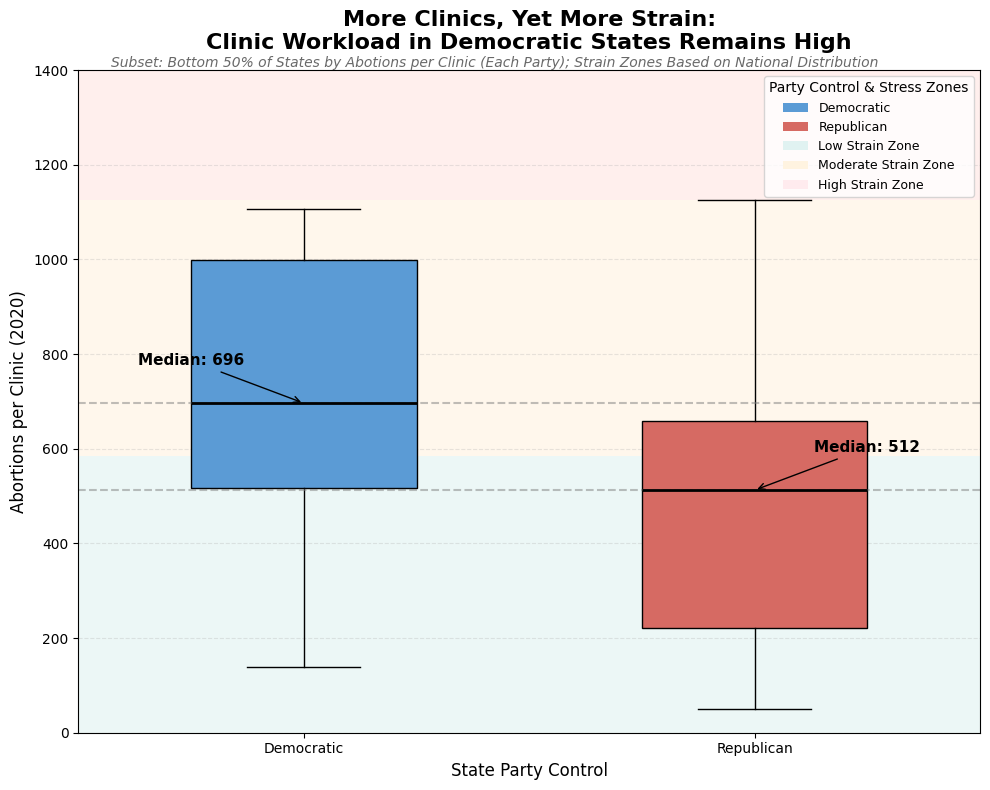 More Clinics, Yet More Strain:
Clinic Workload in Democratic States Remains High
Subset: Bottom 50% of States by Abotions per Clinic (Each Party); Strain Zones Based on National Distribution
Party Control & Stress Zones
Democratic
Republican
Low Strain Zone
Moderate Strain Zone
High Strain Zone
Abortions per Clinic (2020)
1400
1200
1000
800
600
400
200
0
Median: 696
Median: 512
Democratic
Republican
State Party Control